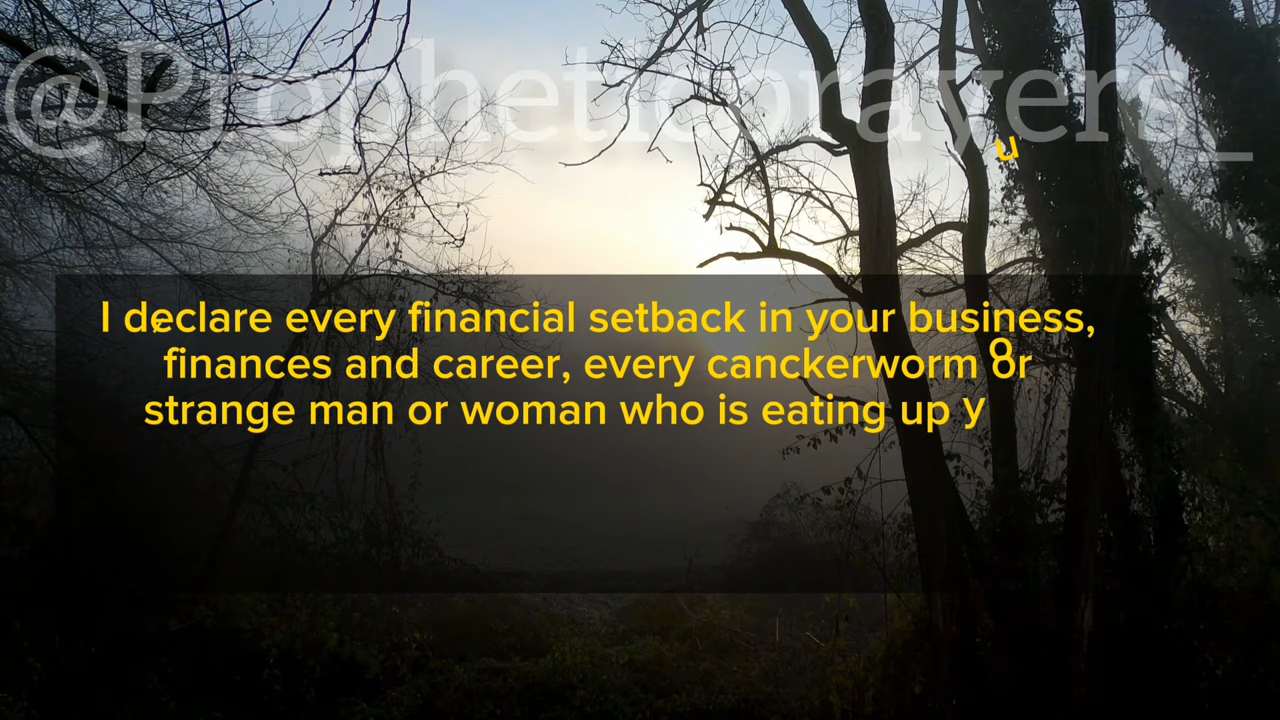 @Propheticprayers_
I declare every financial setback in your business,
finances and career, every canckerworm or
strange man or woman who is eating up y
u